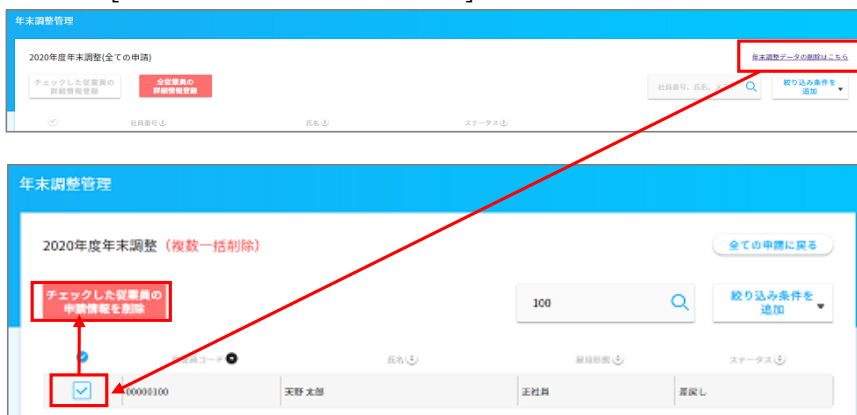 年末調整管理
2020年度年末調整(全ての申請)
年末調整データの削除はこちら
チェックした従業員の
詳細情報登録
全従業員の
詳細情報登録
社員番号、氏名、
絞り込み条件を
追加
社員番号
氏名
ステータス
年末調整管理
2020年度年末調整（複数一括削除）
全ての申請に戻る
チェックした従業員の
申請情報を削除
100
絞り込み条件を
追加
従業員コード
氏名
雇用形態
ステータス
00000100
天野 太郎
正社員
差戻し